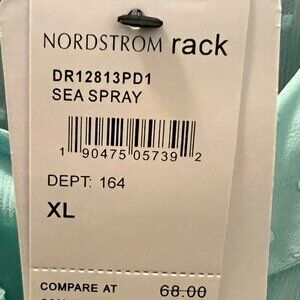 NORDSTROM rack
DR12813PD1
SEA SPRAY
1 90475 05739 2
DEPT: 164
XL
COMPARE AT 68.00